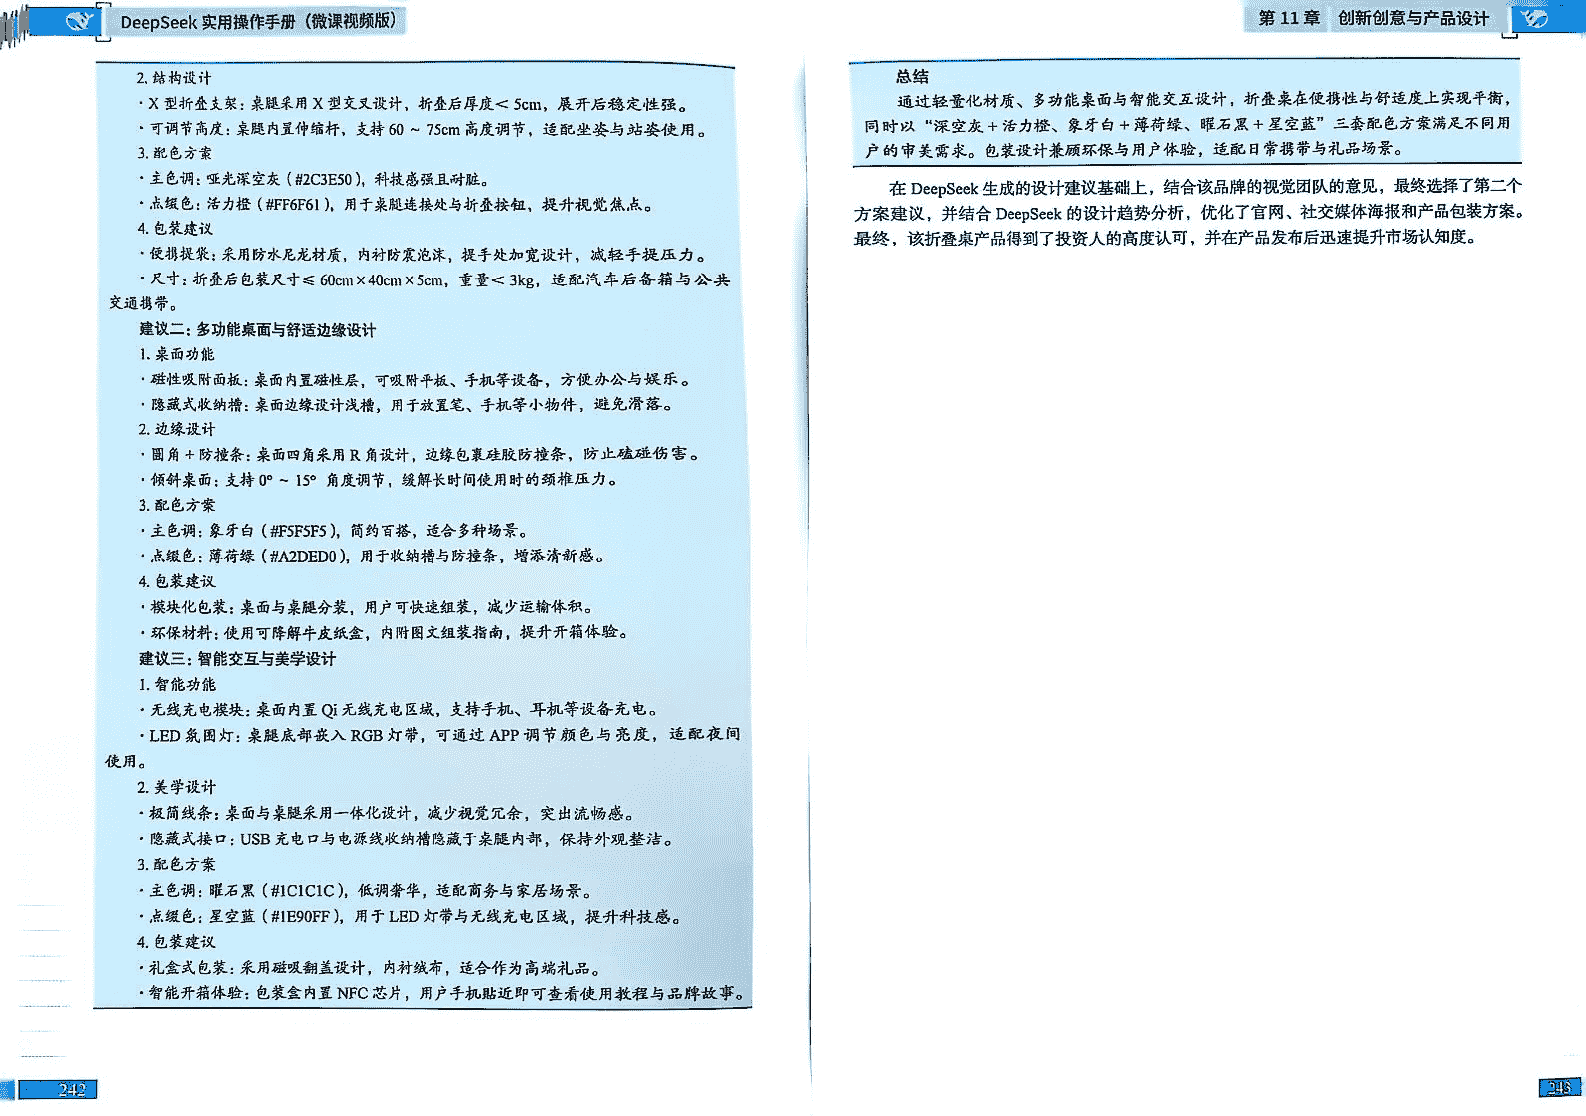 DeepSeek 实用操作手册（微课视频版）
2. 结构设计
· X 型折叠支架：桌腿采用 X 型交叉设计，折叠后厚度＜ 5cm，展开后稳定性强。
· 可调节高度：桌腿内置伸缩杆，支持 60 ～ 75cm 高度调节，适配坐姿与站姿使用。
3. 配色方案
· 主色调：哑光深空灰（#2C3E50），科技感强且耐脏。
· 点缀色：活力橙（#FF6F61），用于桌腿连接处与折叠按钮，提升视觉焦点。
4. 包装建议
· 便携提袋：采用防水尼龙材质，内衬防震泡沫，提手处加宽设计，减轻手提压力。
· 尺寸：折叠后包装尺寸≤ 60cm×40cm×5cm，重量＜ 3kg，适配汽车后备箱与公共
交通携带。
建议二：多功能桌面与舒适边缘设计
1. 桌面功能
· 磁性吸附面板：桌面内置磁性层，可吸附平板、手机等设备，方便办公与娱乐。
· 隐藏式收纳槽：桌面边缘设计浅槽，用于放置笔、手机等小物件，避免滑落。
2. 边缘设计
· 圆角 + 防撞条：桌面四角采用 R 角设计，边缘包裹硅胶防撞条，防止磕碰伤害。
· 倾斜桌面：支持 0° ～ 15° 角度调节，缓解长时间使用时的颈椎压力。
3. 配色方案
· 主色调：象牙白（#F5F5F5），简约百搭，适合多种场景。
· 点缀色：薄荷绿（#A2DED0），用于收纳槽与防撞条，增添清新感。
4. 包装建议
· 模块化包装：桌面与桌腿分装，用户可快速组装，减少运输体积。
· 环保材料：使用可降解牛皮纸盒，内附图文组装指南，提升开箱体验。
建议三：智能交互与美学设计
1. 智能功能
· 无线充电模块：桌面内置 Qi 无线充电区域，支持手机、耳机等设备充电。
· LED 氛围灯：桌腿底部嵌入 RGB 灯带，可通过 APP 调节颜色与亮度，适配夜间
使用。
2. 美学设计
· 极简线条：桌面与桌腿采用一体化设计，减少视觉冗余，突出流畅感。
· 隐藏式接口：USB 充电口与电源线收纳槽隐藏于桌腿内部，保持外观整洁。
3. 配色方案
· 主色调：曜石黑（#1C1C1C），低调奢华，适配商务与家居场景。
· 点缀色：星空蓝（#1E90FF），用于 LED 灯带与无线充电区域，提升科技感。
4. 包装建议
· 礼盒式包装：采用磁吸翻盖设计，内衬绒布，适合作为高端礼品。
· 智能开箱体验：包装盒内置 NFC 芯片，用户手机贴近即可查看使用教程与品牌故事。
242
第 11 章 创新创意与产品设计
总结
通过轻量化材质、多功能桌面与智能交互设计，折叠桌在便携性与舒适度上实现平衡，
同时以“深空灰 + 活力橙、象牙白 + 薄荷绿、曜石黑 + 星空蓝”三套配色方案满足不同用
户的审美需求。包装设计兼顾环保与用户体验，适配日常携带与礼品场景。
在 DeepSeek 生成的设计建议基础上，结合该品牌的视觉团队的意见，最终选择了第二个
方案建议，并结合 DeepSeek 的设计趋势分析，优化了官网、社交媒体海报和产品包装方案。
最终，该折叠桌产品得到了投资人的高度认可，并在产品发布后迅速提升市场认知度。
243